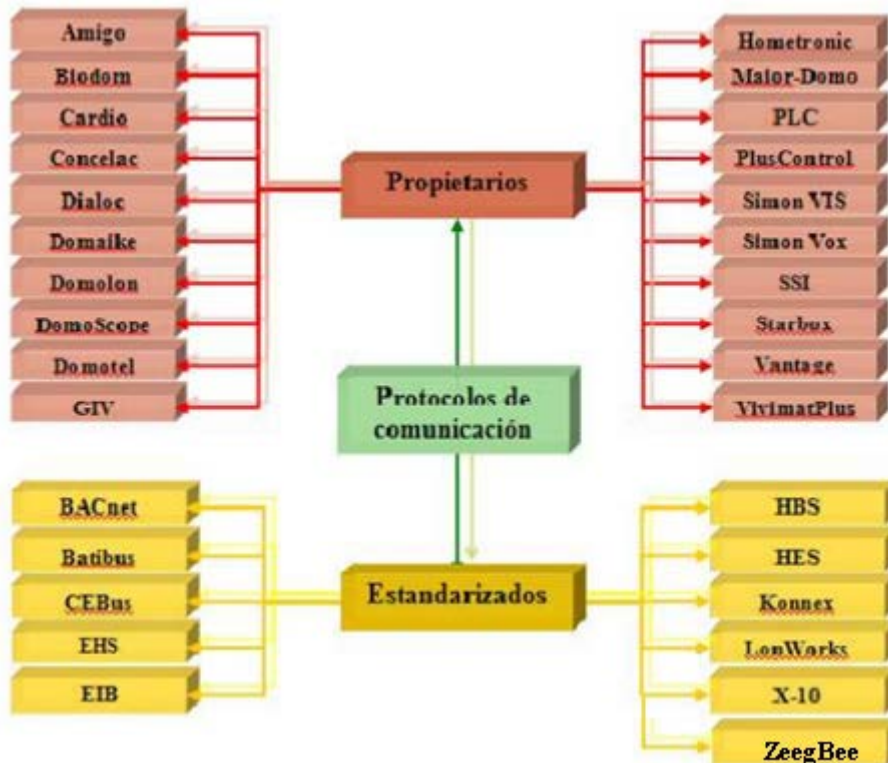 Amigo
Biodom
Cardio
Concelac
Dialoc
Domaike
Domolon
DomoScope
Domotel
GIV
Propietarios
Hometronic
Maior-Domo
PLC
PlusControl
Simon VIS
Simon Vox
SSI
Starbox
Vantage
VivimatPlus
Protocolos de
comunicación
BACnet
Batibus
CEBus
EHS
EIB
Estandarizados
HBS
HES
Konnex
LonWorks
X-10
ZeegBee